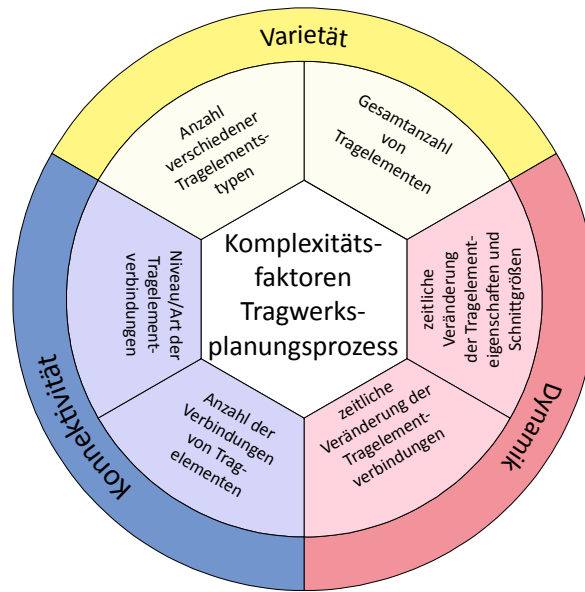 Varietät
Anzahl
verschiedener
Tragelements-
typen
Gesamtanzahl
von
Tragelementen
Komplexitäts-
faktoren
Tragwerks-
planungsprozess
Niveau/Art der
Tragelement-
verbindungen
zeitliche
Veränderung
der Tragelement-
eigenschaften und
Schnittgrößen
Anzahl der
Verbindungen
von Trag-
elementen
zeitliche
Veränderung der
Tragelement-
verbindungen
Konnektivität
Dynamik